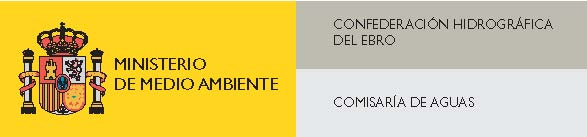 MINISTERIO
DE MEDIO AMBIENTE
CONFEDERACIÓN HIDROGRÁFICA
DEL EBRO
COMISARÍA DE AGUAS